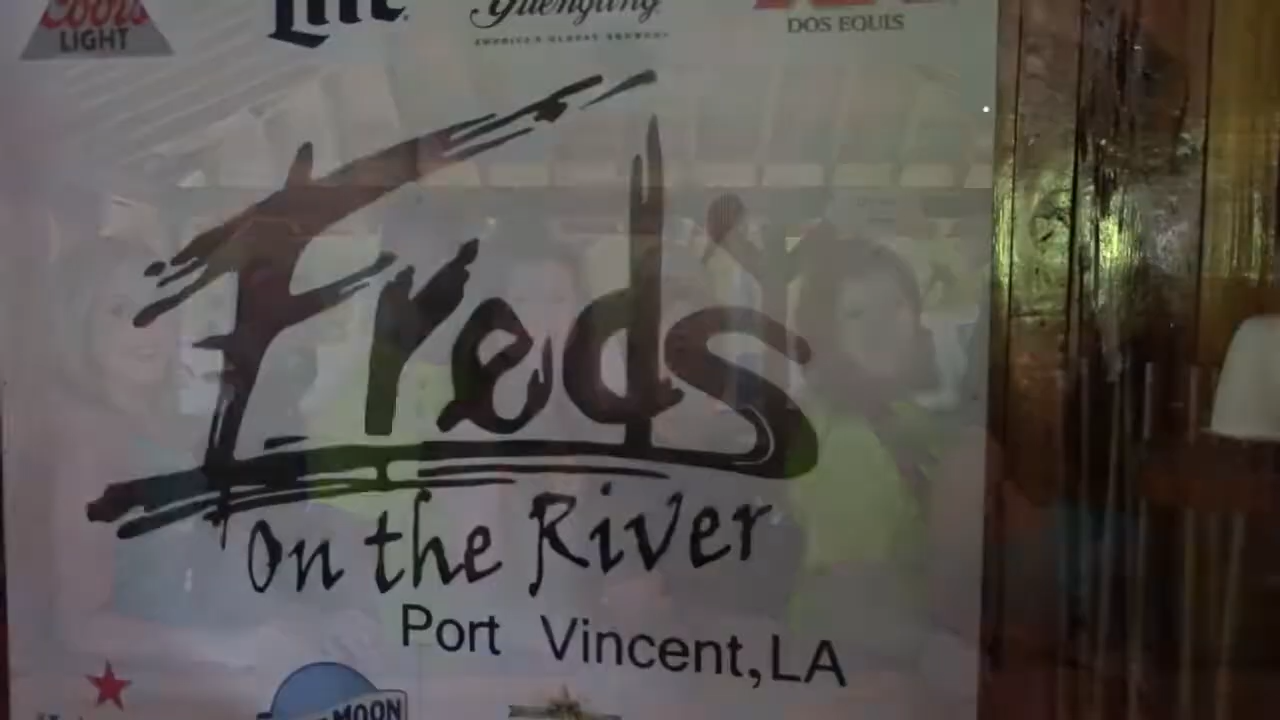 Coors
LIGHT
Lite
Yuengling
AMERICA'S OLDEST BREWERY
DOS EQUIS
Freds
On the River
Port Vincent, LA
MOON